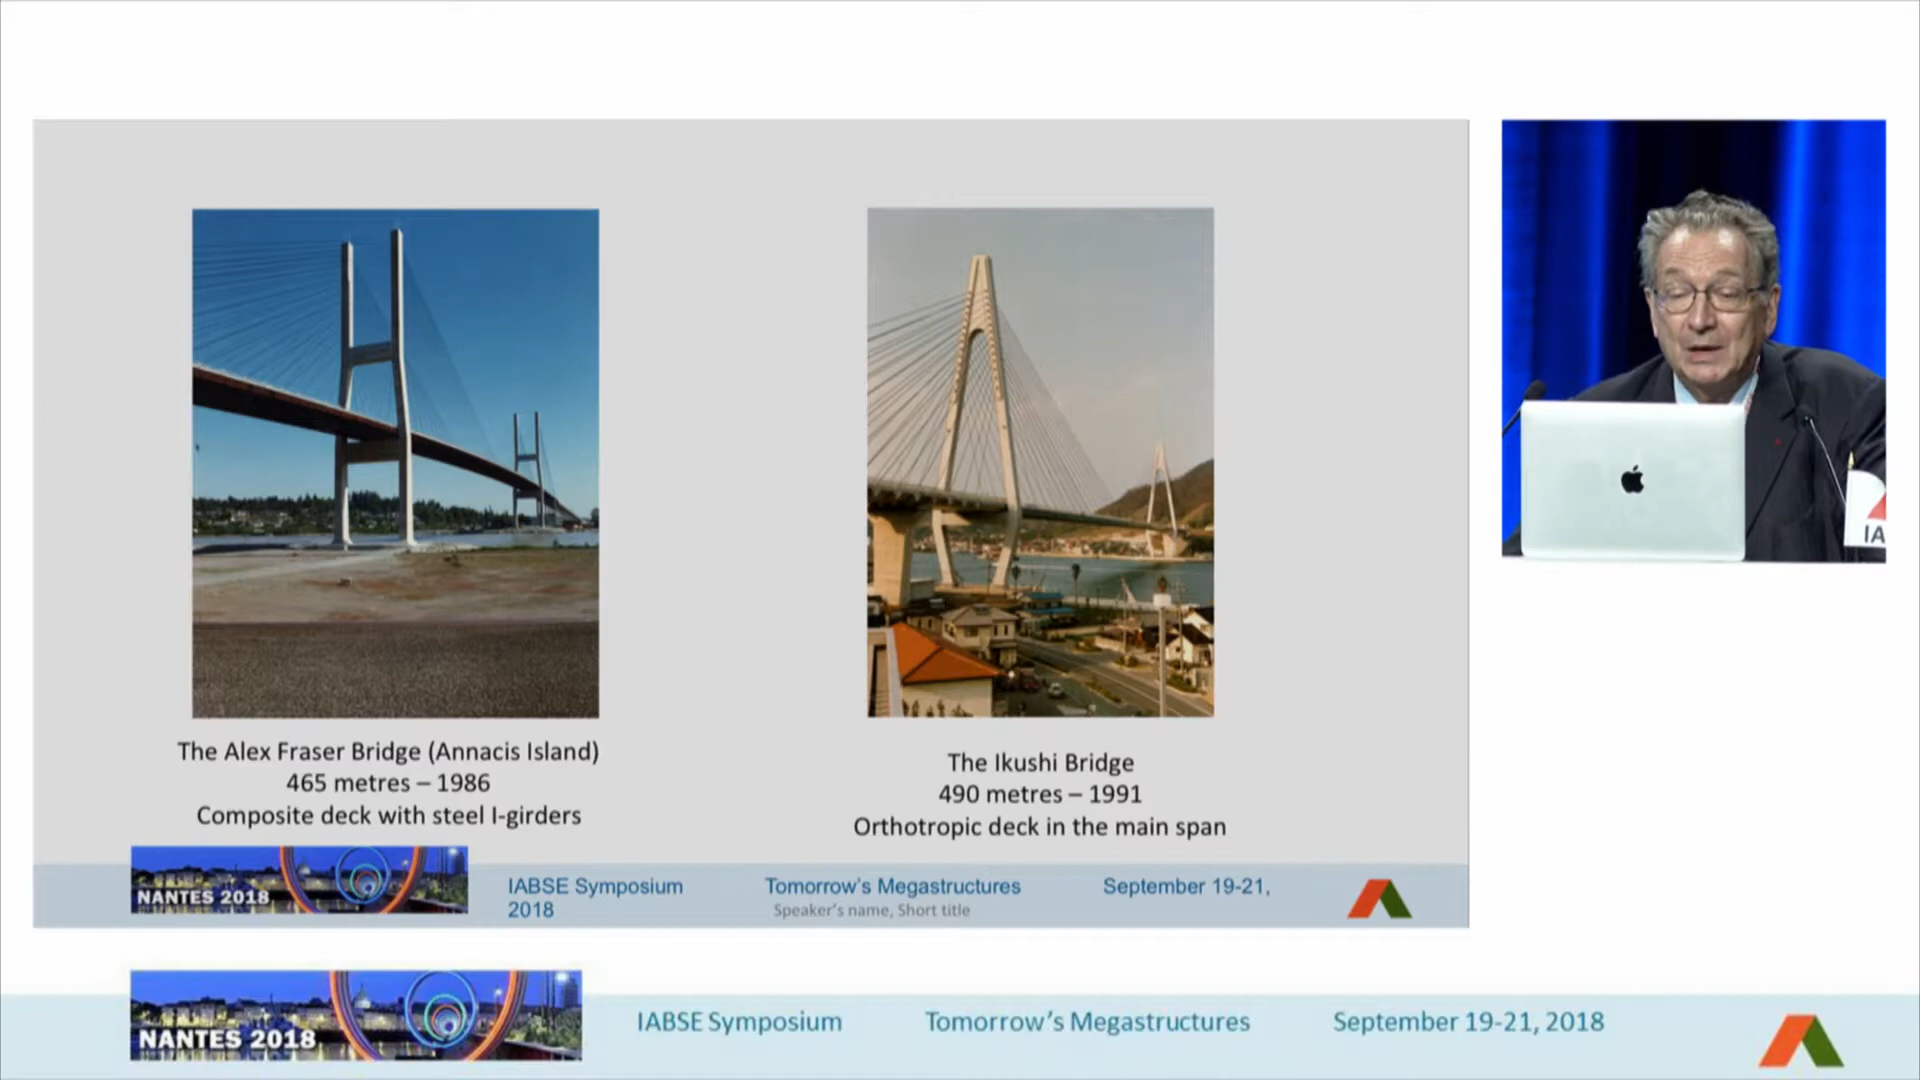 The Alex Fraser Bridge (Annacis Island)
465 metres – 1986
Composite deck with steel I-girders
The Ikushi Bridge
490 metres – 1991
Orthotropic deck in the main span
NANTES 2018
IABSE Symposium Tomorrow's Megastructures September 19-21,
2018 Speaker's name, Short title
IA
NANTES 2018
IABSE Symposium Tomorrow's Megastructures September 19-21, 2018